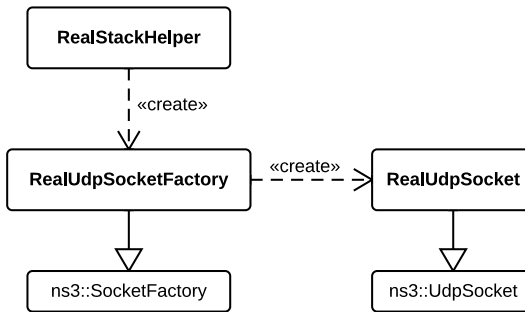 RealStackHelper
«create»
RealUdpSocketFactory
«create»
RealUdpSocket
ns3::SocketFactory
ns3::UdpSocket